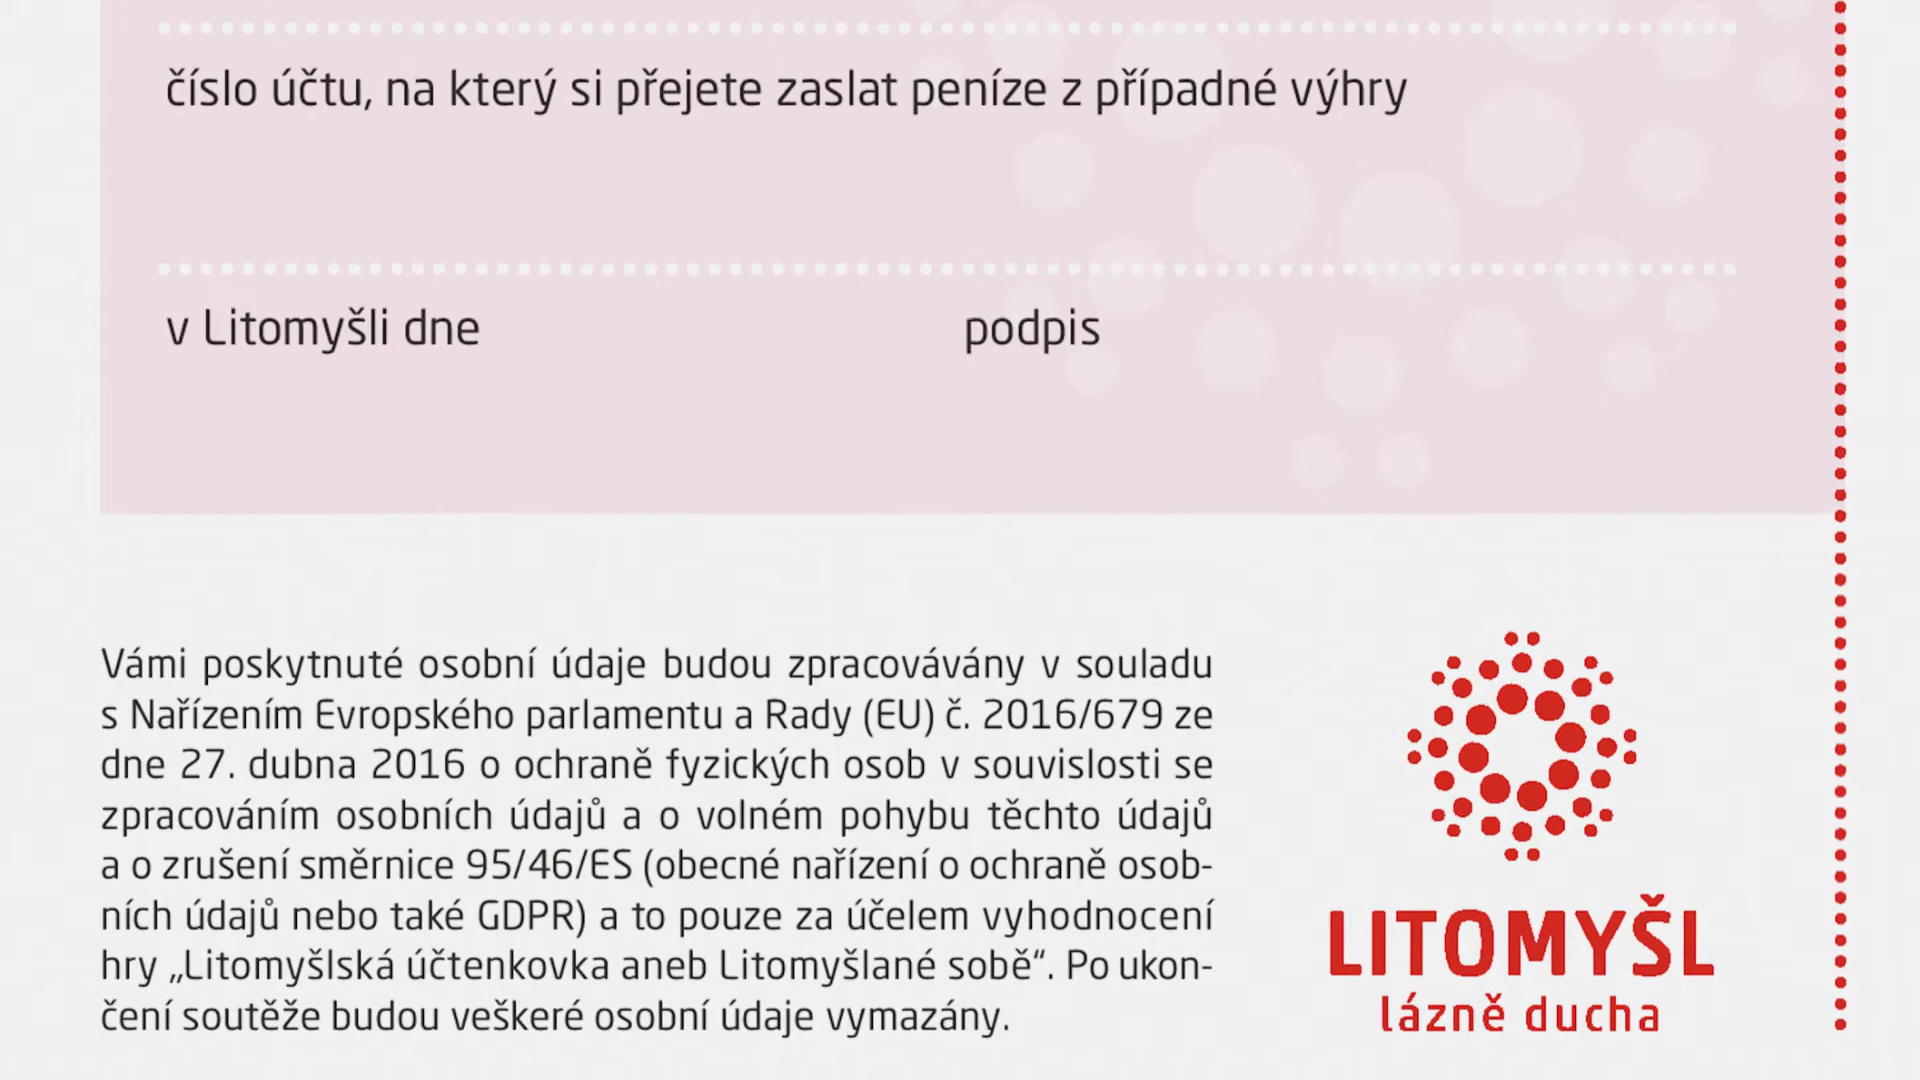 číslo účtu, na který si přejete zaslat peníze z případné výhry
v Litomyšli dne podpis
Vámi poskytnuté osobní údaje budou zpracovávány v souladu
s Nařízením Evropského parlamentu a Rady (EU) č. 2016/679 ze
dne 27. dubna 2016 o ochraně fyzických osob v souvislosti se
zpracováním osobních údajů a o volném pohybu těchto údajů
a o zrušení směrnice 95/46/ES (obecné nařízení o ochraně osob-
ních údajů nebo také GDPR) a to pouze za účelem vyhodnocení
hry „Litomyšlská účtenkovka aneb Litomyšlané sobě“. Po ukon-
čení soutěže budou veškeré osobní údaje vymazány.
LITOMYŠL
lázně ducha